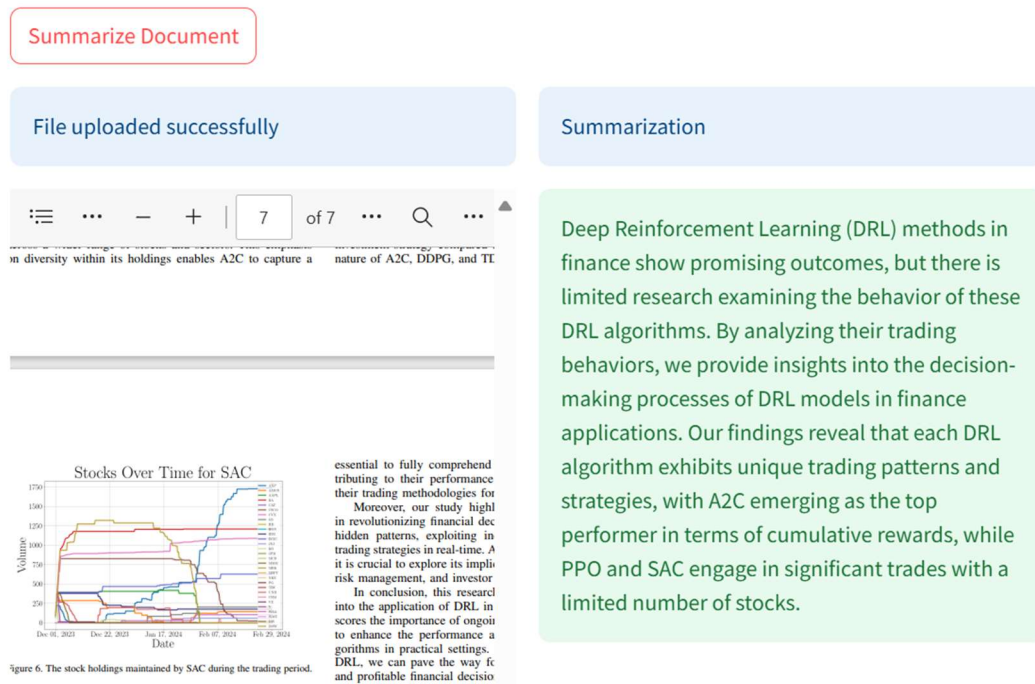 Summarize Document
File uploaded successfully
Summarization
7 of 7
on diversity within its holdings enables A2C to capture a
nature of A2C, DDPG, and TD
Stocks Over Time for SAC
1750
1500
1250
1000
750
500
250
0
Volume
Dec 01, 2023 Dec 22, 2023 Jan 17, 2024 Feb 07, 2024 Feb 29, 2024
Date
Figure 6. The stock holdings maintained by SAC during the trading period.
essential to fully comprehend
tributing to their performance
their trading methodologies for
Moreover, our study highl
in revolutionizing financial dec
hidden patterns, exploiting in
trading strategies in real-time. A
it is crucial to explore its implic
risk management, and investor
In conclusion, this research
into the application of DRL in
scores the importance of ongoin
to enhance the performance a
gorithms in practical settings.
DRL, we can pave the way fo
and profitable financial decisio
Deep Reinforcement Learning (DRL) methods in
finance show promising outcomes, but there is
limited research examining the behavior of these
DRL algorithms. By analyzing their trading
behaviors, we provide insights into the decision-
making processes of DRL models in finance
applications. Our findings reveal that each DRL
algorithm exhibits unique trading patterns and
strategies, with A2C emerging as the top
performer in terms of cumulative rewards, while
PPO and SAC engage in significant trades with a
limited number of stocks.